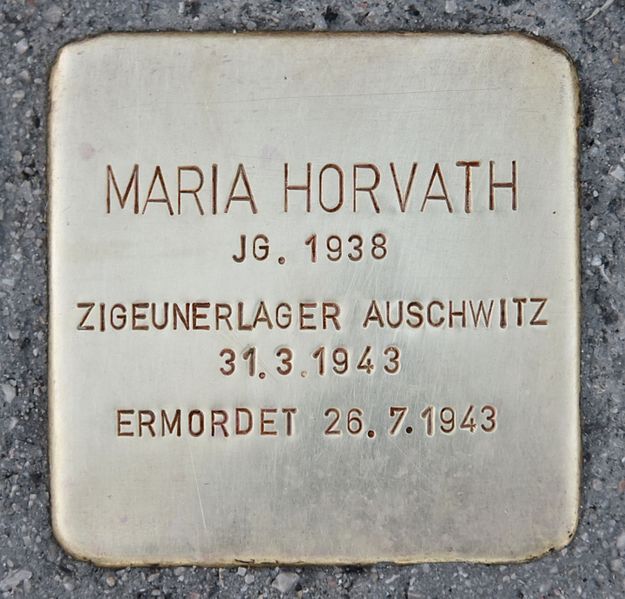 MARIA HORVATH
JG. 1938
ZIGEUNERLAGER AUSCHWITZ
31.3.1943
ERMORDET 26.7.1943